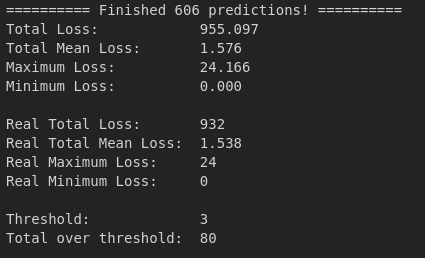 ========== Finished 606 predictions! ==========
Total Loss: 955.097
Total Mean Loss: 1.576
Maximum Loss: 24.166
Minimum Loss: 0.000
Real Total Loss: 932
Real Total Mean Loss: 1.538
Real Maximum Loss: 24
Real Minimum Loss: 0
Threshold: 3
Total over threshold: 80